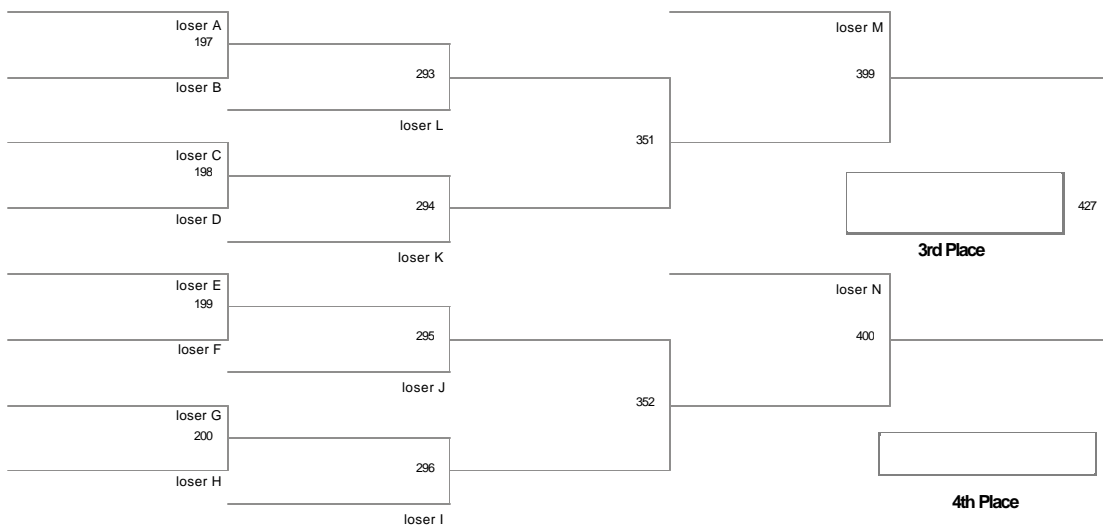 loser A
197
loser B
loser C
198
loser D
loser E
199
loser F
loser G
200
loser H
293
loser L
294
loser K
295
loser J
296
loser I
351
352
loser M
399
427
3rd Place
loser N
400
4th Place